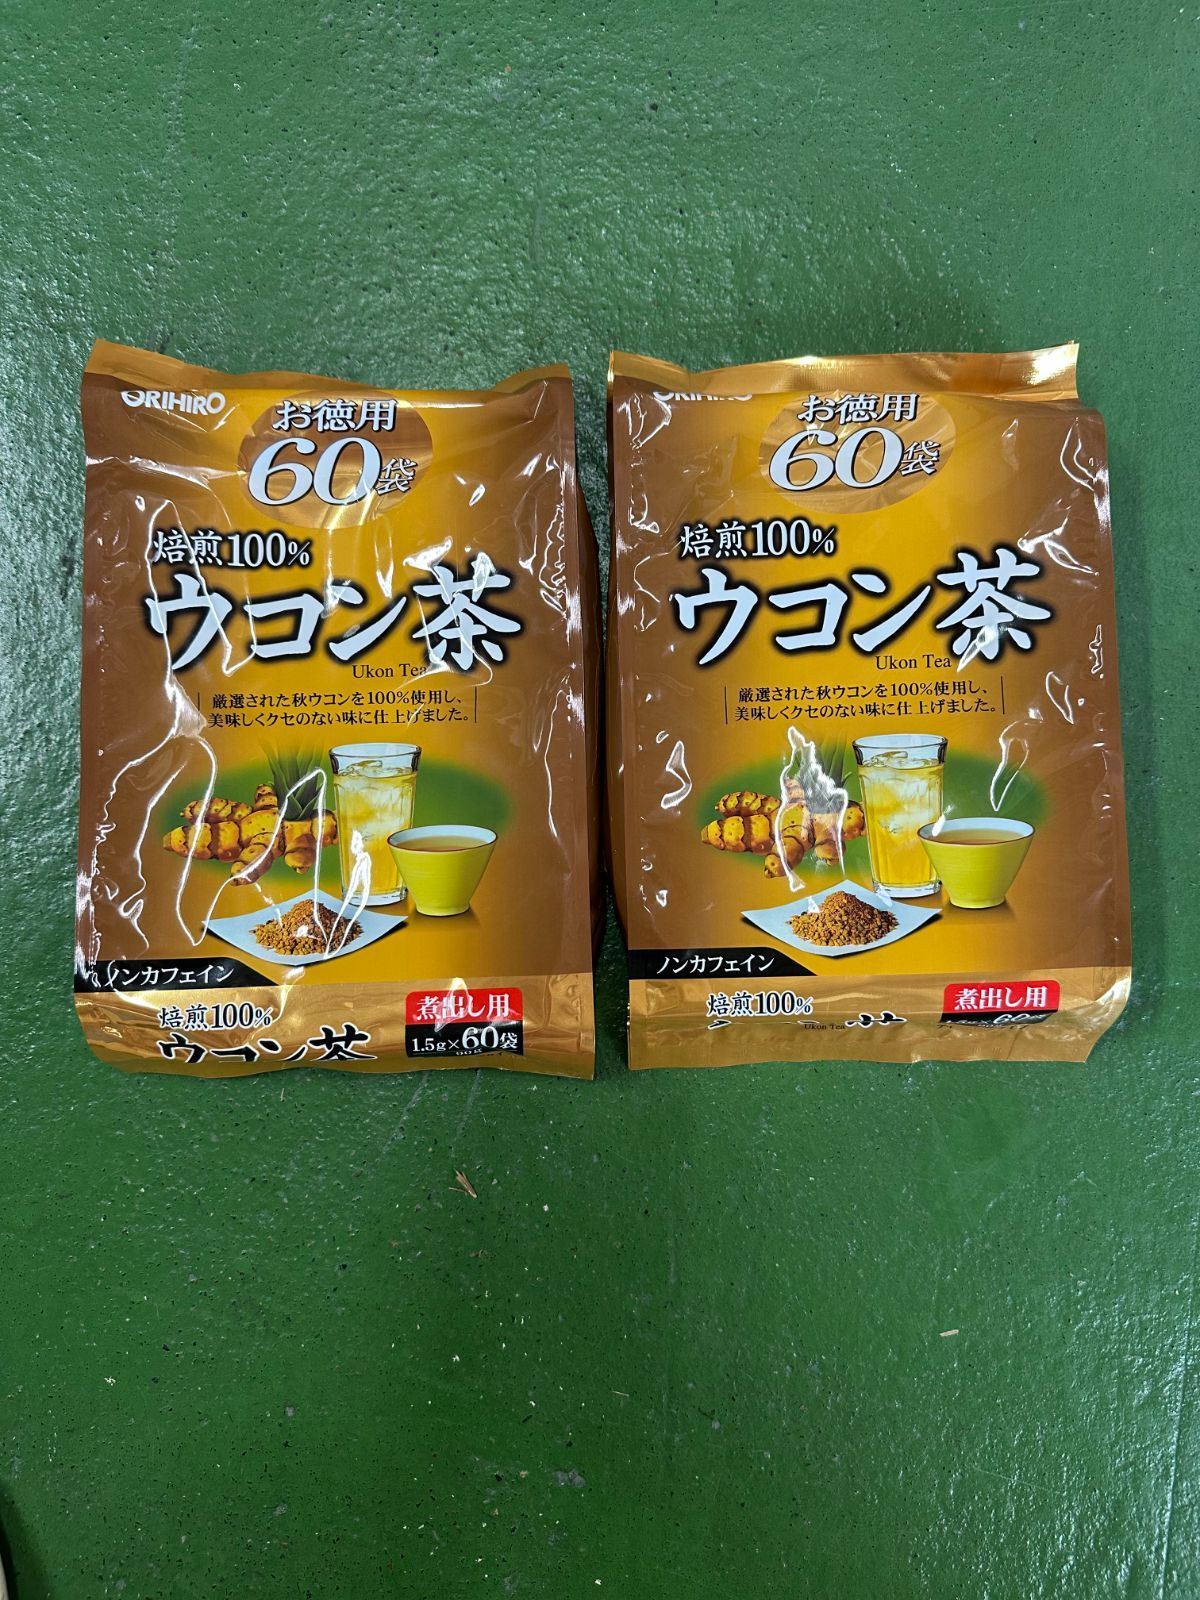 ORIHIRO
お徳用
60袋
焙煎100%
ウコン茶
Ukon Tea
厳選された秋ウコンを100%使用し、
美味しくクセのない味に仕上げました。
ノンカフェイン
焙煎100%
ウコン茶
煮出し用
1.5g×60袋
ORIHIRO
お徳用
60袋
焙煎100%
ウコン茶
Ukon Tea
厳選された秋ウコンを100%使用し、
美味しくクセのない味に仕上げました。
ノンカフェイン
焙煎100%
Ukon Tea
煮出し用